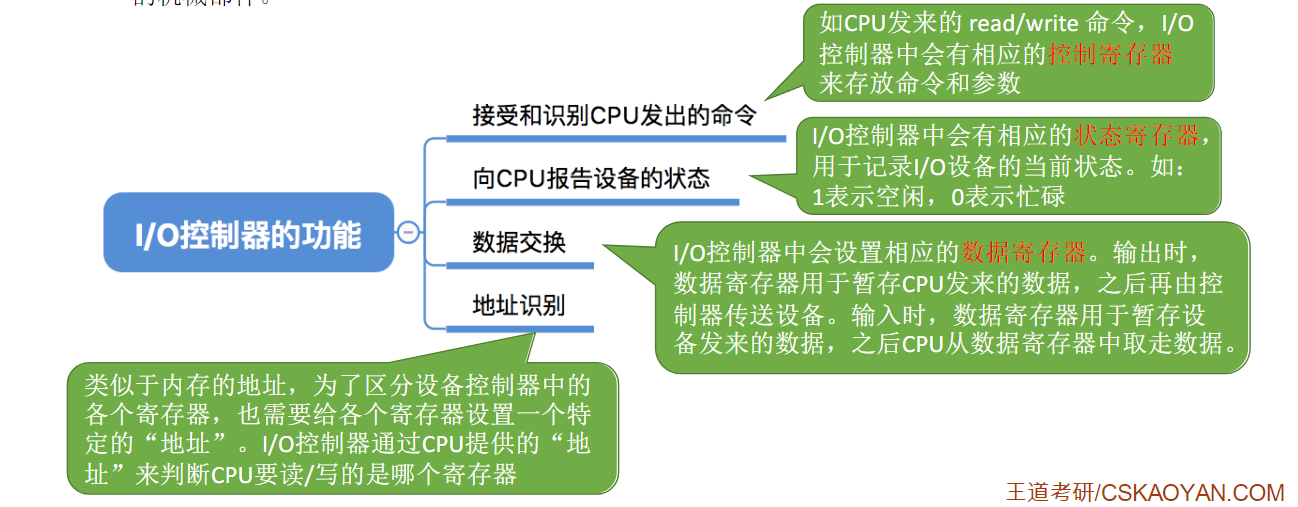 的机械部件。
如CPU发来的 read/write 命令，I/O
控制器中会有相应的控制寄存器
来存放命令和参数
接受和识别CPU发出的命令
I/O控制器中会有相应的状态寄存器，
用于记录I/O设备的当前状态。如：
1表示空闲，0表示忙碌
向CPU报告设备的状态
I/O控制器的功能
数据交换
I/O控制器中会设置相应的数据寄存器。输出时，
数据寄存器用于暂存CPU发来的数据，之后再由控
制器传送设备。输入时，数据寄存器用于暂存设
备发来的数据，之后CPU从数据寄存器中取走数据。
地址识别
类似于内存的地址，为了区分设备控制器中的
各个寄存器，也需要给各个寄存器设置一个特
定的“地址”。I/O控制器通过CPU提供的“地
址”来判断CPU要读/写的是哪个寄存器
王道考研/CSKAOYAN.COM